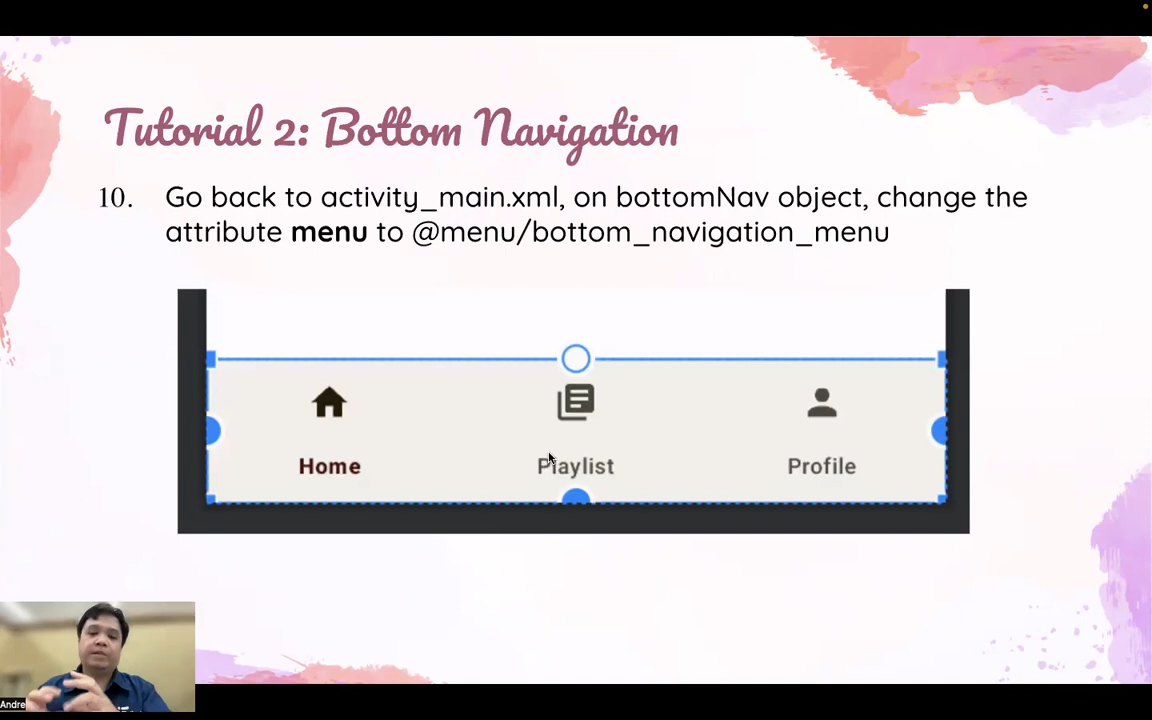 Tutorial 2: Bottom Navigation
10. Go back to activity_main.xml, on bottomNav object, change the
attribute menu to @menu/bottom_navigation_menu
Home Playlist Profile
Andre